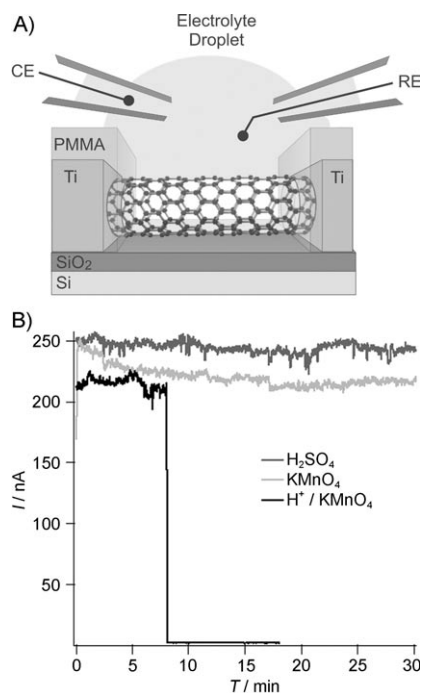 A)
Electrolyte
Droplet
CE
RE
PMMA
Ti
Ti
SiO₂
Si
B)
250
200
150
100
50
I / nA
H₂SO₄
KMnO₄
H⁺ / KMnO₄
0
5
10
15
20
25
30
T / min